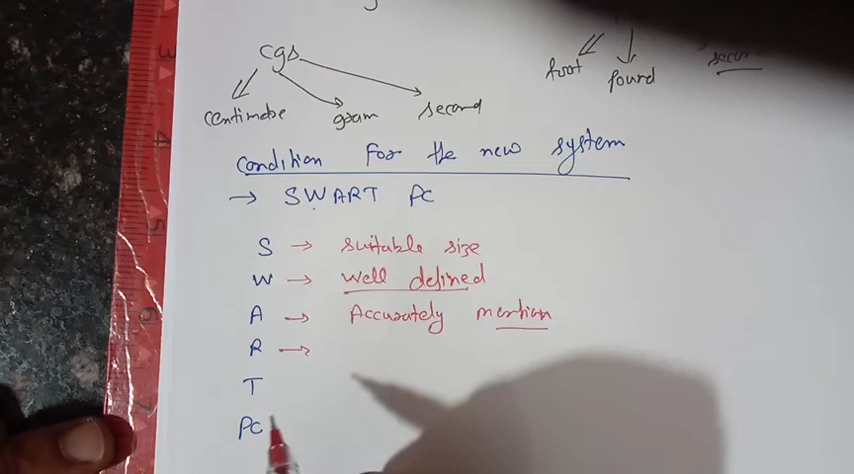 cgs
foot pound second
centimetre gram second
Condition for the new system
→ SWART PC
S → suitable size
W → well defined
A → Accurately mention
R →
T
PC